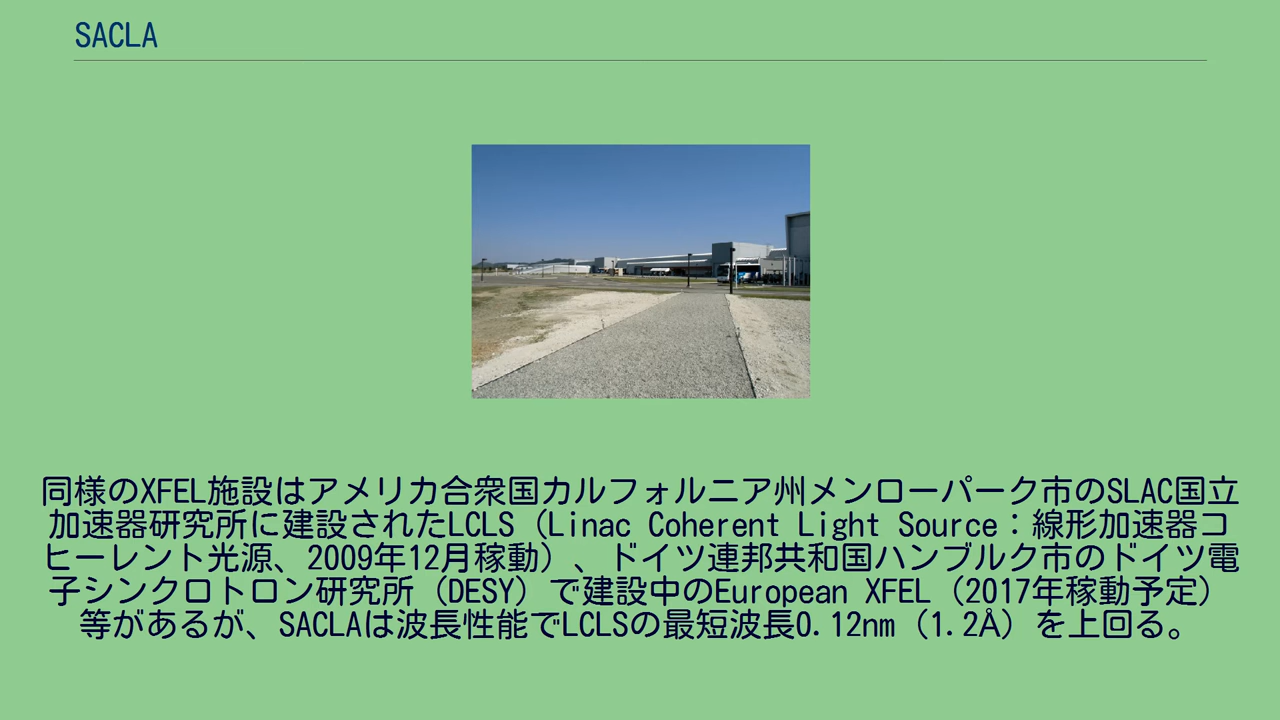 SACLA
同様のXFEL施設はアメリカ合衆国カルフォルニア州メンローパーク市のSLAC国立
加速器研究所に建設されたLCLS（Linac Coherent Light Source：線形加速器コ
ヒーレント光源、2009年12月稼動）、ドイツ連邦共和国ハンブルク市のドイツ電
子シンクロトロン研究所（DESY）で建設中のEuropean XFEL（2017年稼動予定）
等があるが、SACLAは波長性能でLCLSの最短波長0.12nm（1.2Å）を上回る。